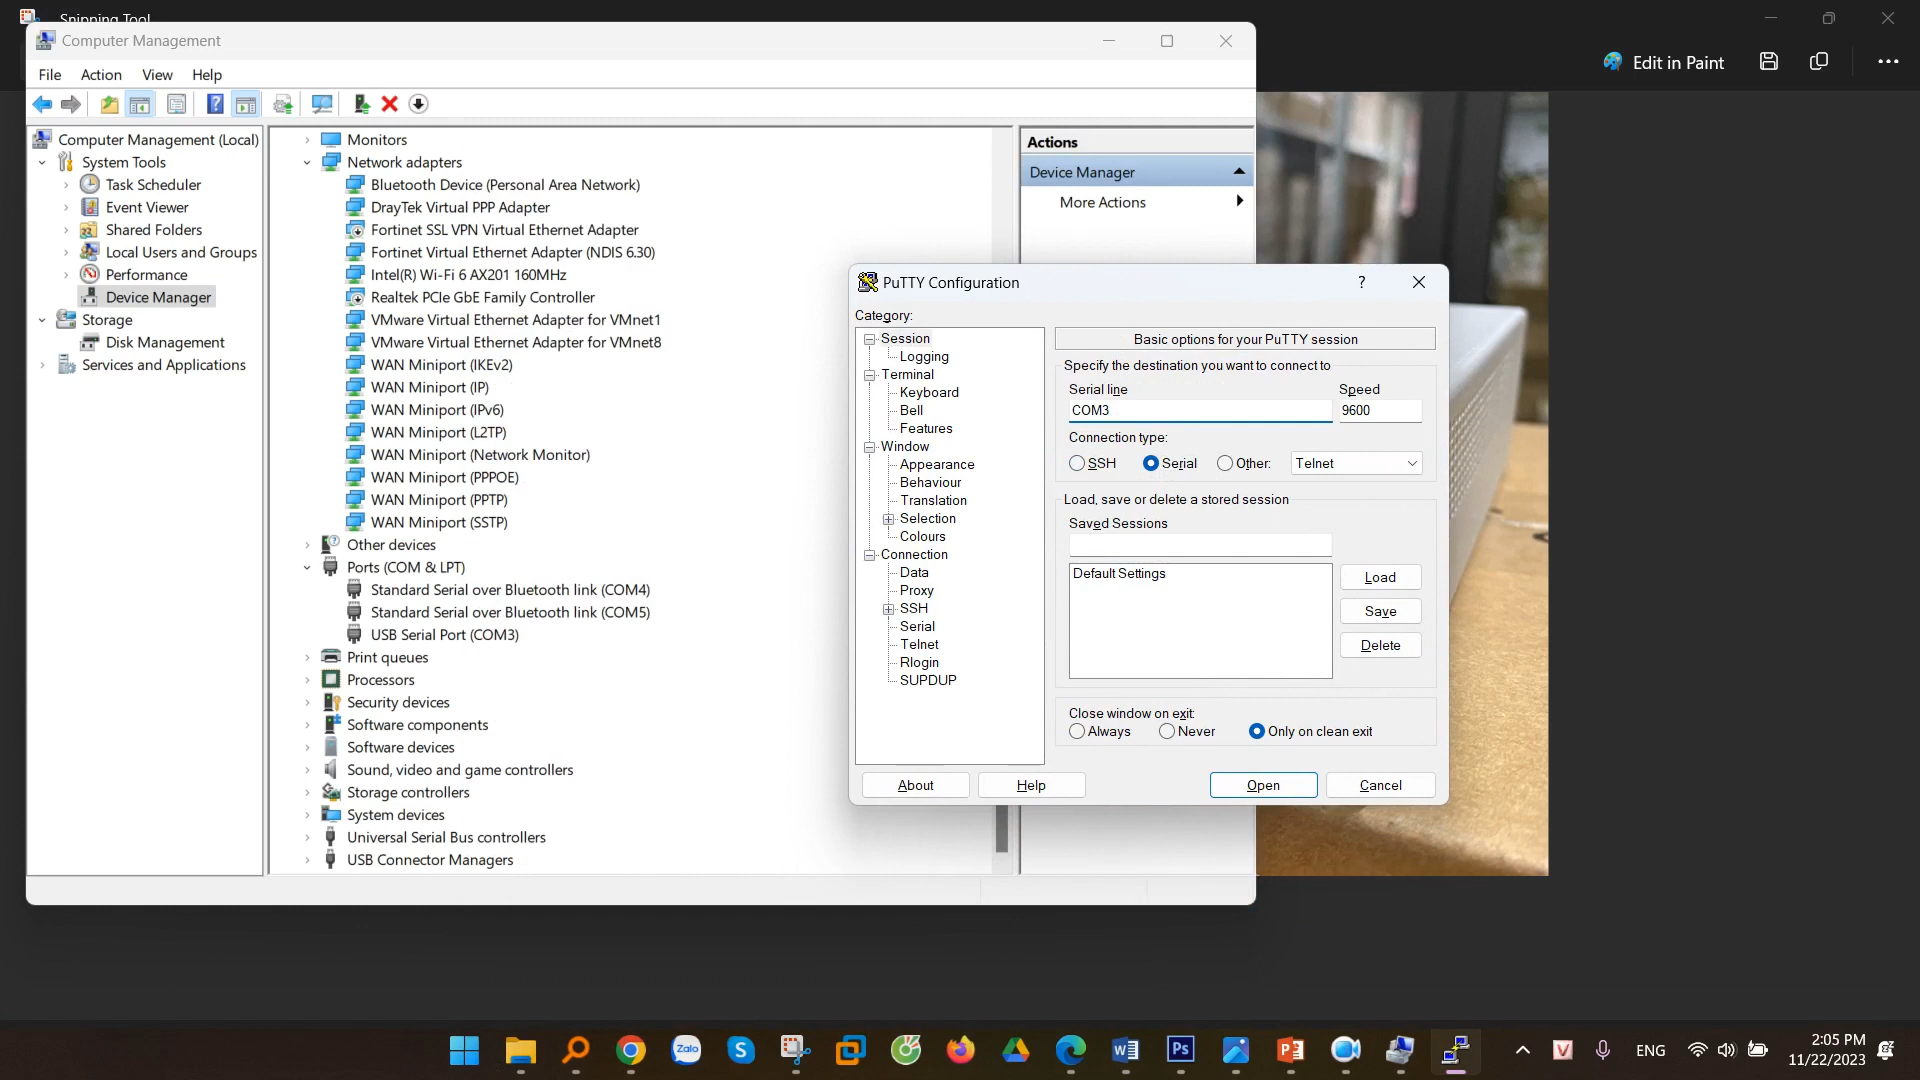 Snipping Tool
Edit in Paint
Computer Management
File Action View Help
Computer Management (Local)
System Tools
Task Scheduler
Event Viewer
Shared Folders
Local Users and Groups
Performance
Device Manager
Storage
Disk Management
Services and Applications
Monitors
Network adapters
Bluetooth Device (Personal Area Network)
DrayTek Virtual PPP Adapter
Fortinet SSL VPN Virtual Ethernet Adapter
Fortinet Virtual Ethernet Adapter (NDIS 6.30)
Intel(R) Wi-Fi 6 AX201 160MHz
Realtek PCIe GbE Family Controller
VMware Virtual Ethernet Adapter for VMnet1
VMware Virtual Ethernet Adapter for VMnet8
WAN Miniport (IKEv2)
WAN Miniport (IP)
WAN Miniport (IPv6)
WAN Miniport (L2TP)
WAN Miniport (Network Monitor)
WAN Miniport (PPPOE)
WAN Miniport (PPTP)
WAN Miniport (SSTP)
Other devices
Ports (COM & LPT)
Standard Serial over Bluetooth link (COM4)
Standard Serial over Bluetooth link (COM5)
USB Serial Port (COM3)
Print queues
Processors
Security devices
Software components
Software devices
Sound, video and game controllers
Storage controllers
System devices
Universal Serial Bus controllers
USB Connector Managers
Actions
Device Manager
More Actions
PuTTY Configuration
?
Category:
Session
Logging
Terminal
Keyboard
Bell
Features
Window
Appearance
Behaviour
Translation
Selection
Colours
Connection
Data
Proxy
SSH
Serial
Telnet
Rlogin
SUPDUP
Basic options for your PuTTY session
Specify the destination you want to connect to
Serial line Speed
COM3 9600
Connection type:
SSH Serial Other: Telnet
Load, save or delete a stored session
Saved Sessions
Default Settings
Load
Save
Delete
Close window on exit:
Always Never Only on clean exit
About Help Open Cancel
Zalo
S
W
Ps
P
V
ENG
2:05 PM
11/22/2023